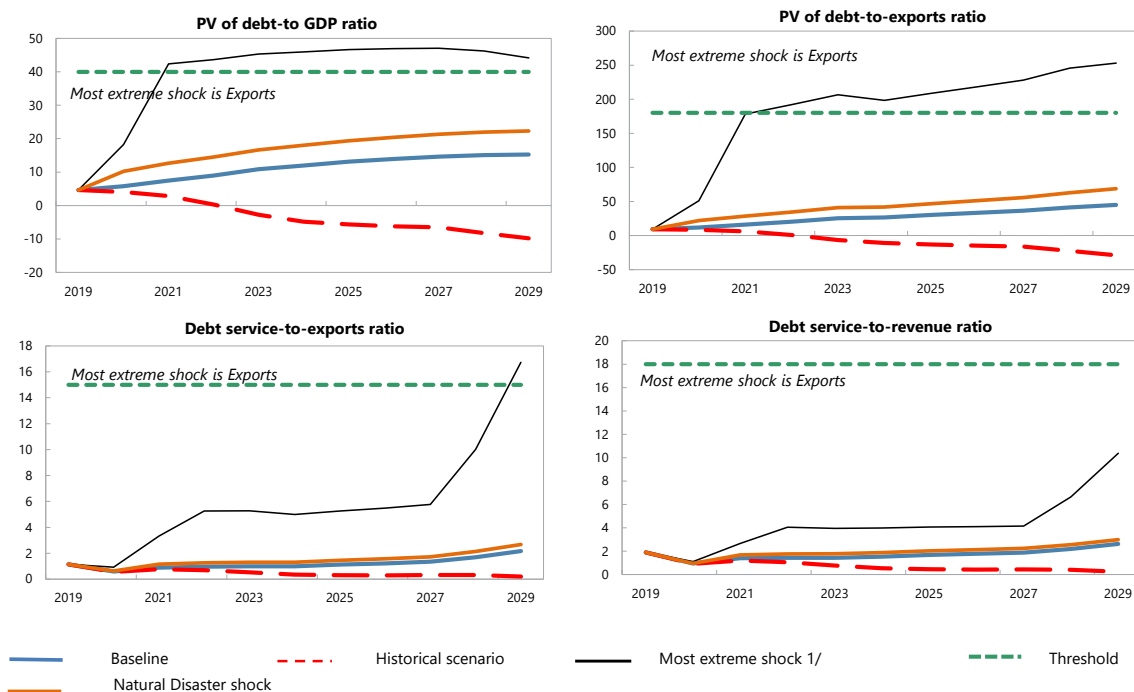 PV of debt-to GDP ratio
50
40
30
20
10
0
-10
-20
Most extreme shock is Exports
2019 2021 2023 2025 2027 2029
PV of debt-to-exports ratio
300
250
200
150
100
50
0
-50
Most extreme shock is Exports
2019 2021 2023 2025 2027 2029
Debt service-to-exports ratio
18
16
14
12
10
8
6
4
2
0
Most extreme shock is Exports
2019 2021 2023 2025 2027 2029
Debt service-to-revenue ratio
20
18
16
14
12
10
8
6
4
2
0
Most extreme shock is Exports
2019 2021 2023 2025 2027 2029
Baseline Historical scenario Most extreme shock 1/ Threshold
Natural Disaster shock